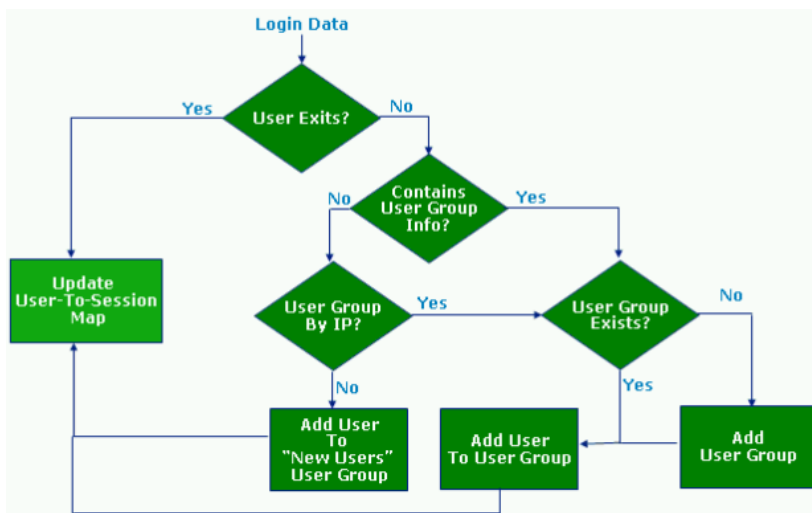 Login Data
User Exits?
Yes
No
Contains
User Group
Info?
No
Yes
Update
User-To-Session
Map
User Group
By IP?
Yes
User Group
Exists?
No
No
Yes
Add User
To
"New Users"
User Group
Add User
To User Group
Add
User Group